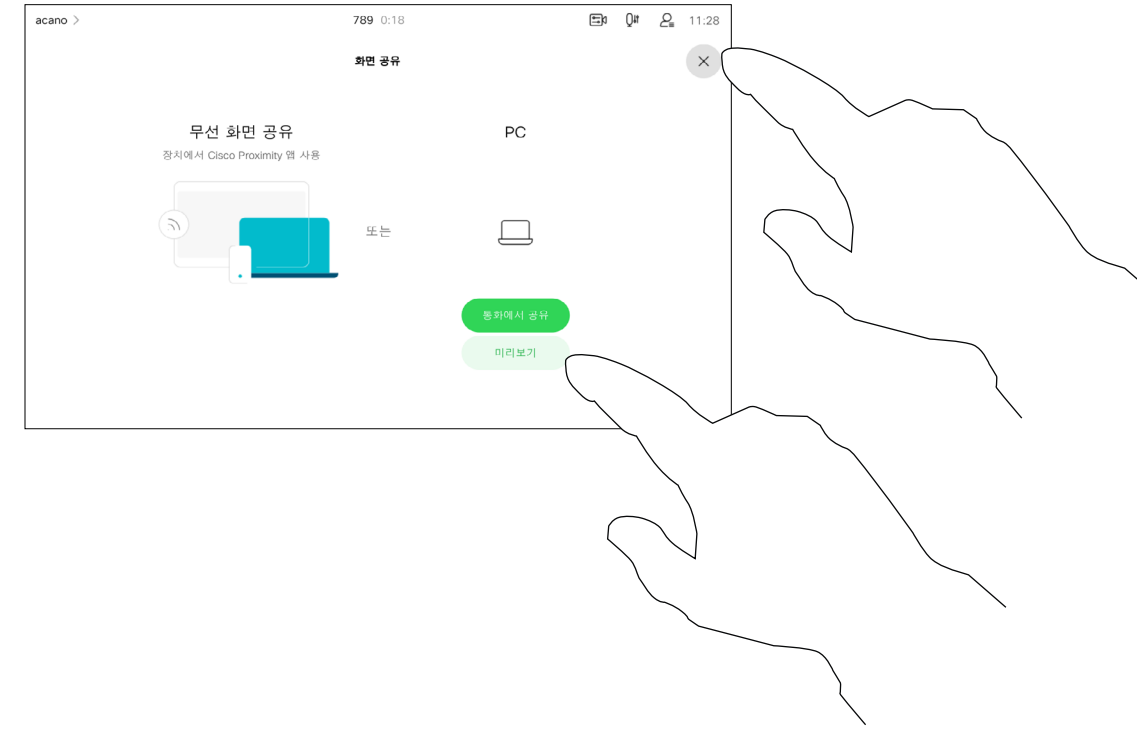 acano >
789 0:18
11:28
화면 공유
무선 화면 공유
장치에서 Cisco Proximity 앱 사용
또는
PC
통화에서 공유
미리보기